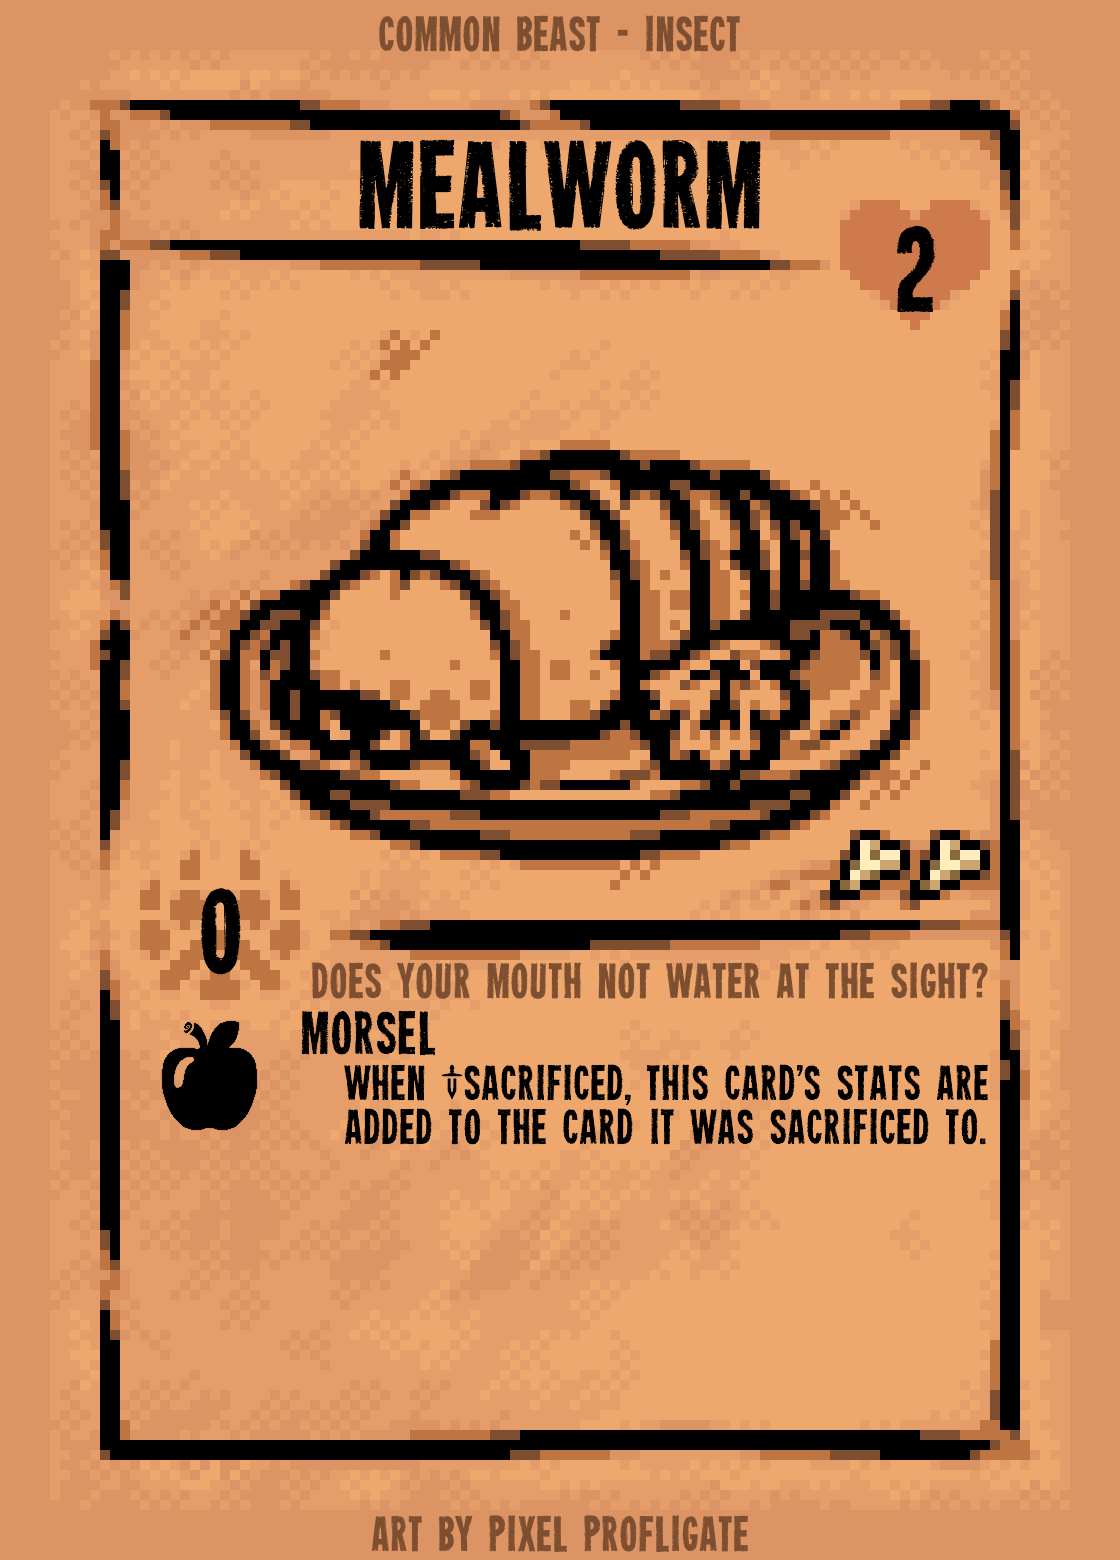 COMMON BEAST - INSECT
MEALWORM
2
0
DOES YOUR MOUTH NOT WATER AT THE SIGHT?
MORSEL
WHEN SACRIFICED, THIS CARD'S STATS ARE
ADDED TO THE CARD IT WAS SACRIFICED TO.
ART BY PIXEL PROFLIGATE